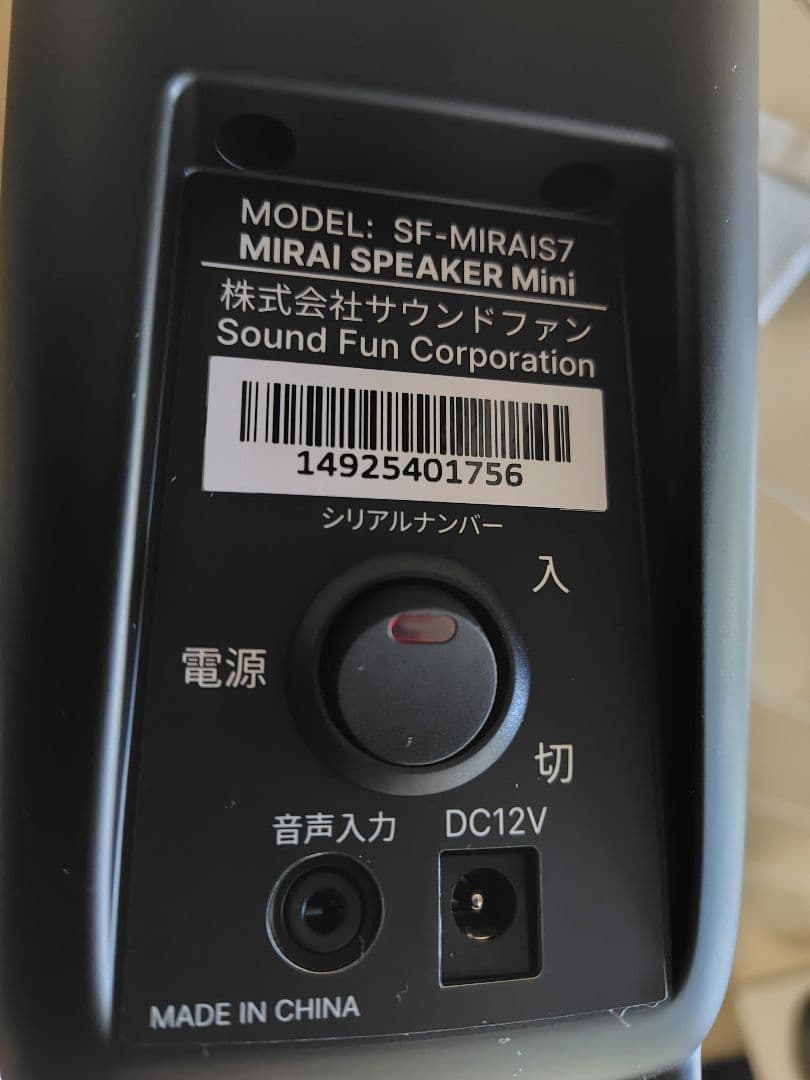 MODEL: SF-MIRAIS7
MIRAI SPEAKER Mini
株式会社サウンドファン
Sound Fun Corporation
14925401756
シリアルナンバー
入
電源
切
音声入力 DC12V
MADE IN CHINA